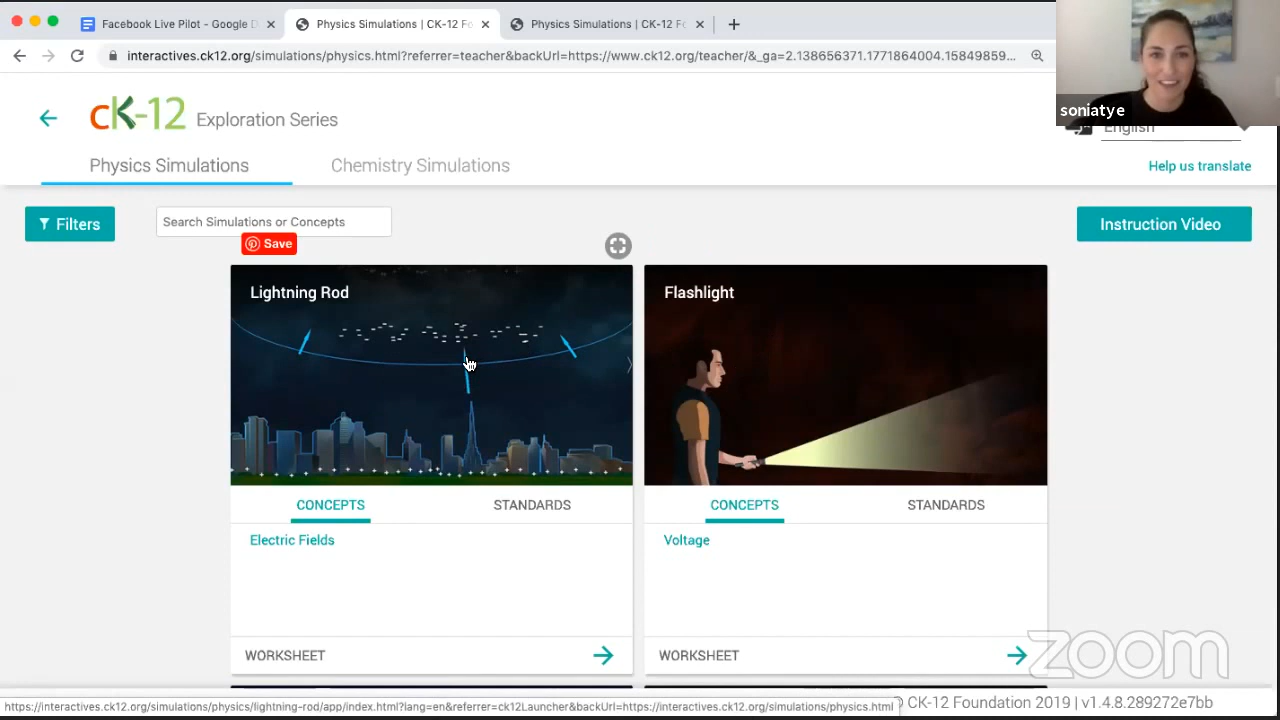 Facebook Live Pilot - Google D
Physics Simulations | CK-12 Fo
Physics Simulations | CK-12 Fo
interactives.ck12.org/simulations/physics.html?referrer=teacher&backUrl=https://www.ck12.org/teacher/&_ga=2.138656371.1771864004.15849859...
soniatye
cK-12 Exploration Series
English
Physics Simulations
Chemistry Simulations
Help us translate
Filters
Search Simulations or Concepts
Instruction Video
Save
Lightning Rod
Flashlight
CONCEPTS
STANDARDS
CONCEPTS
STANDARDS
Electric Fields
Voltage
WORKSHEET
WORKSHEET
zoom
https://interactives.ck12.org/simulations/physics/lightning-rod/app/index.html?lang=en&referrer=ck12Launcher&backUrl=https://interactives.ck12.org/simulations/physics.html
© CK-12 Foundation 2019 | v1.4.8.289272e7bb